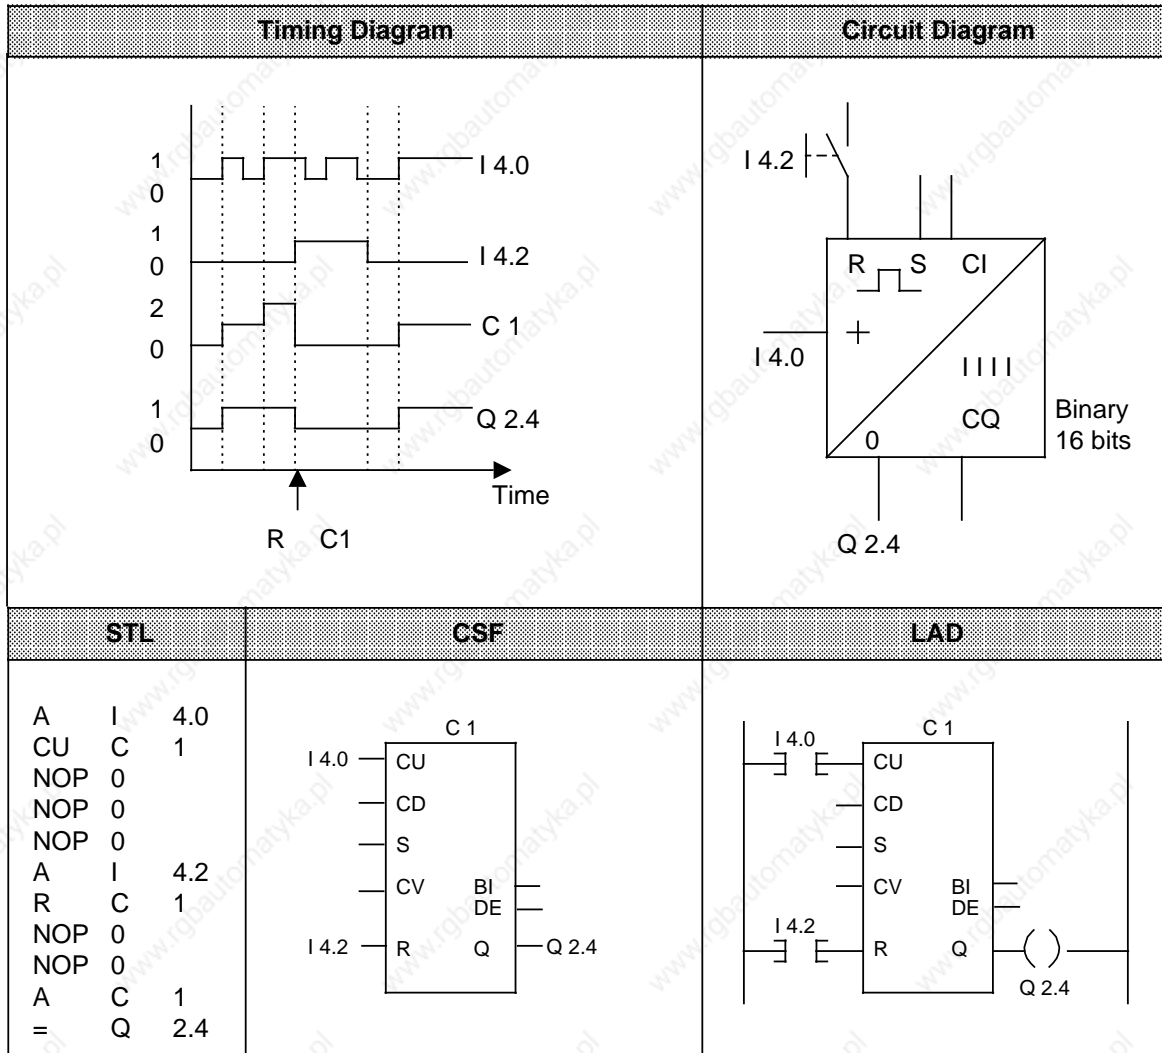 Timing Diagram
Circuit Diagram
1
0
I 4.0
1
0
I 4.2
2
0
C 1
1
0
Q 2.4
Time
R C1
I 4.2
R S CI
I 4.0
+
I I I I
CQ
0
Binary
16 bits
Q 2.4
STL
CSF
LAD
A I 4.0
CU C 1
NOP 0
NOP 0
NOP 0
A I 4.2
R C 1
NOP 0
NOP 0
A C 1
= Q 2.4
C 1
I 4.0
CU
CD
S
CV
BI
DE
I 4.2
R
Q
Q 2.4
C 1
I 4.0
CU
CD
S
CV
BI
DE
I 4.2
R
Q
( )
Q 2.4
www.rgbautomatyka.pl